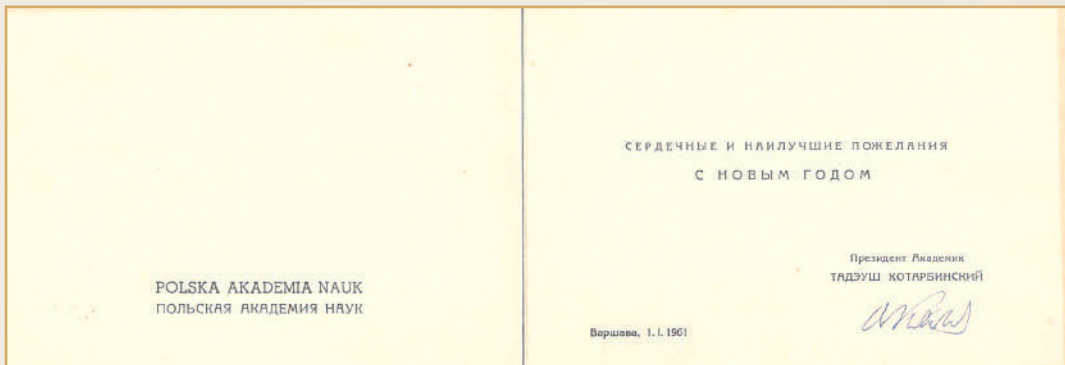 POLSKA AKADEMIA NAUK
ПОЛЬСКАЯ АКАДЕМИЯ НАУК
СЕРДЕЧНЫЕ И НАИЛУЧШИЕ ПОЖЕЛАНИЯ
С НОВЫМ ГОДОМ
Президент Академик
ТАДЭУШ КОТАРБИНСКИЙ
Варшава, 1.I.1961